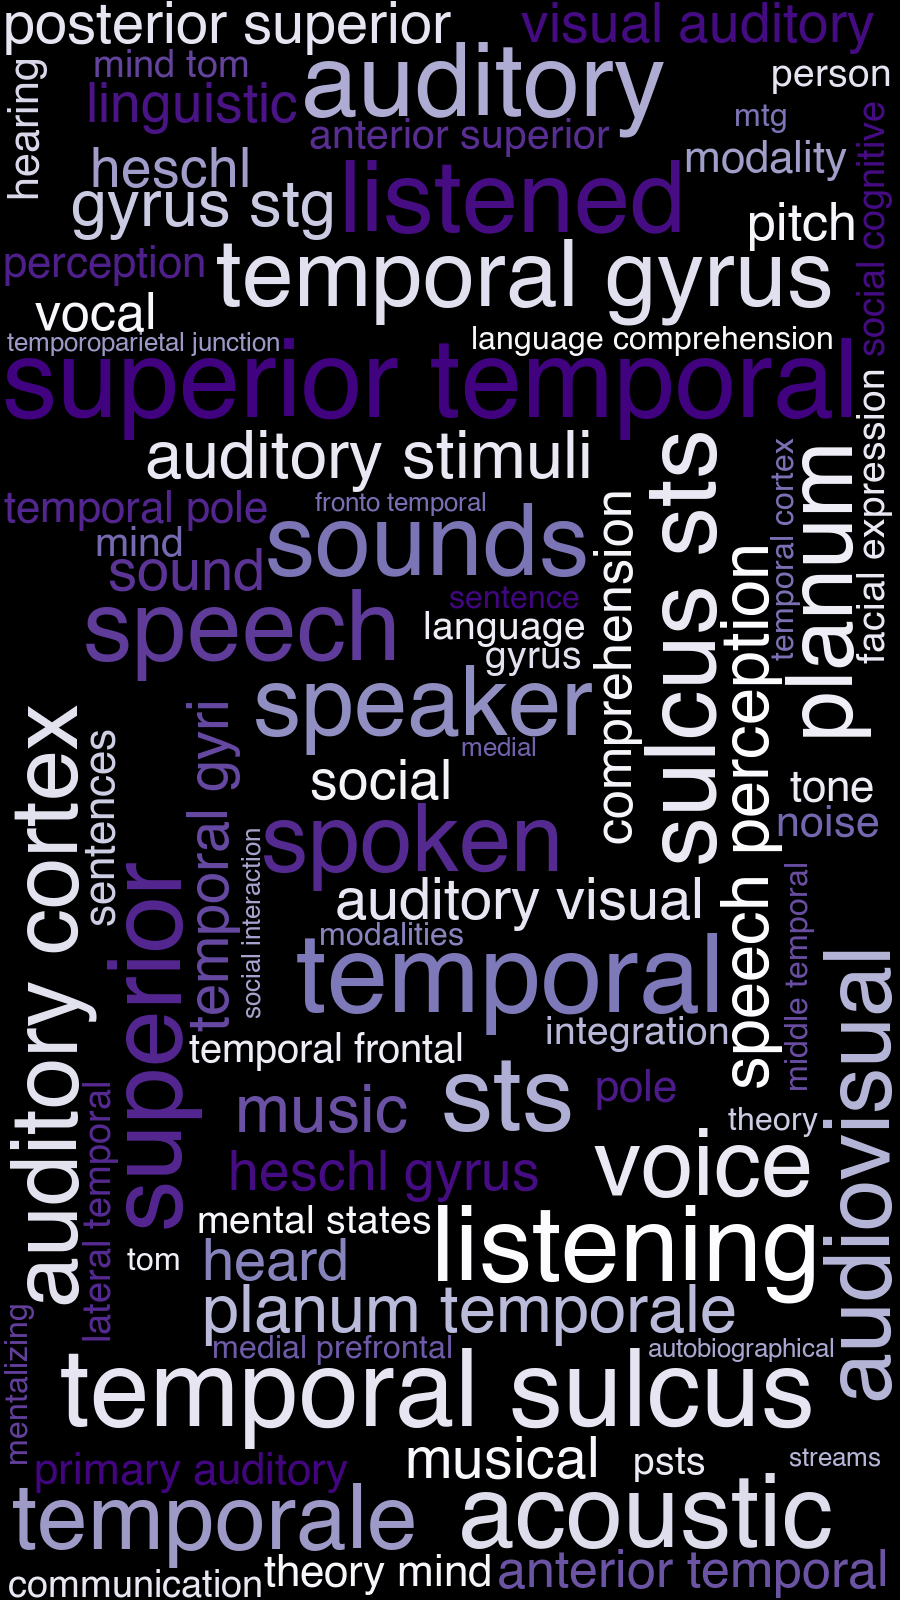 posterior superior
visual auditory
mind tom
auditory
person
hearing
linguistic
mtg
anterior superior
social cognitive
heschl
modality
listened
gyrus stg
pitch
perception
temporal gyrus
vocal
temporoparietal junction
language comprehension
superior temporal
facial expression
auditory stimuli
sulcus sts
temporal cortex
planum
temporal pole
fronto temporal
comprehension
sounds
mind
sound
speech perception
sentence
speech
language
gyrus
speaker
medial
auditory cortex
sentences
temporal gyri
social
tone
spoken
noise
social interaction
superior
auditory visual
middle temporal
modalities
temporal
audiovisual
integration
temporal frontal
sts
pole
music
lateral temporal
theory
voice
heschl gyrus
mental states
listening
tom
heard
planum temporale
mentalizing
medial prefrontal
autobiographical
temporal sulcus
musical
psts
streams
primary auditory
temporale
acoustic
communication
theory mind
anterior temporal